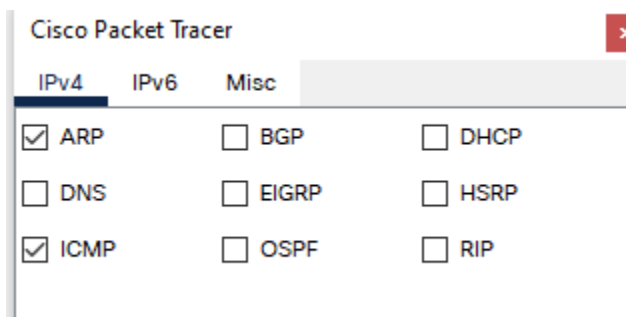 Cisco Packet Tracer
IPv4 IPv6 Misc
ARP BGP DHCP
DNS EIGRP HSRP
ICMP OSPF RIP